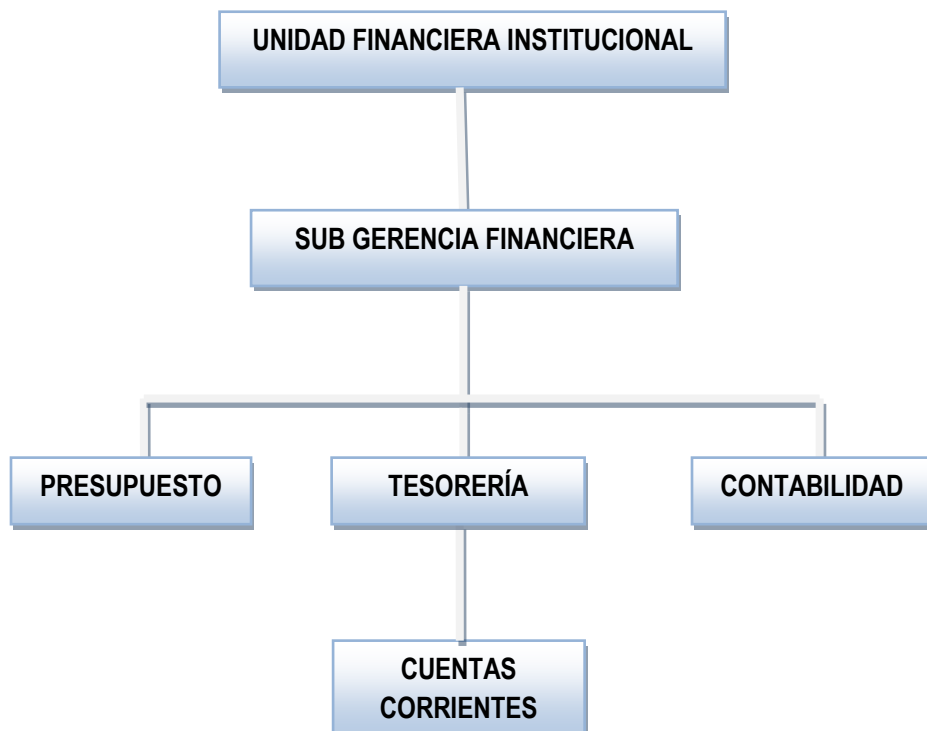 UNIDAD FINANCIERA INSTITUCIONAL
SUB GERENCIA FINANCIERA
PRESUPUESTO
TESORERÍA
CONTABILIDAD
CUENTAS
CORRIENTES